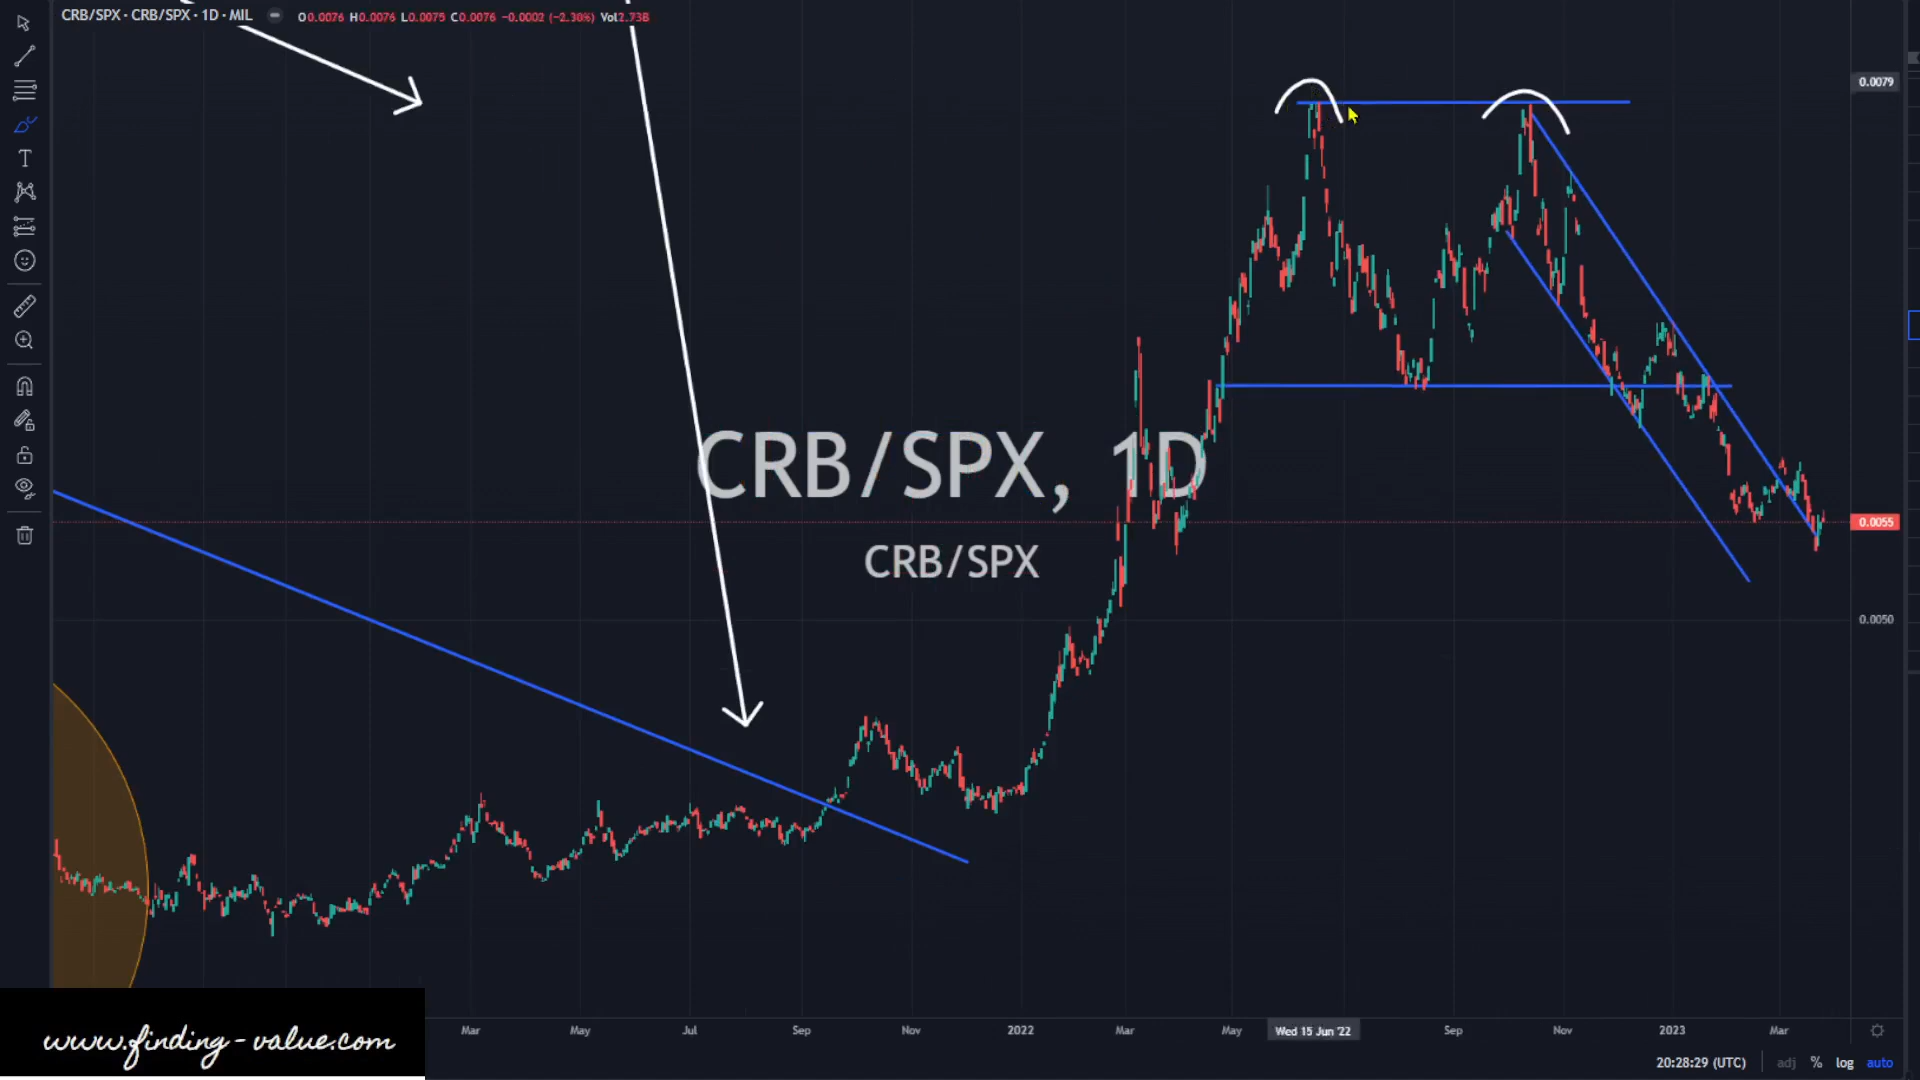 CRB/SPX · CRB/SPX · 1D · MIL O0.0076 H0.0076 L0.0075 C0.0076 −0.0002 (−2.30%) Vol2.73B
0.0079
CRB/SPX, 1D
0.0055
CRB/SPX
0.0050
www.finding-value.com
Mar May Jul Sep Nov 2022 Mar May Wed 15 Jun '22 Sep Nov 2023 Mar
20:28:29 (UTC) adj % log auto